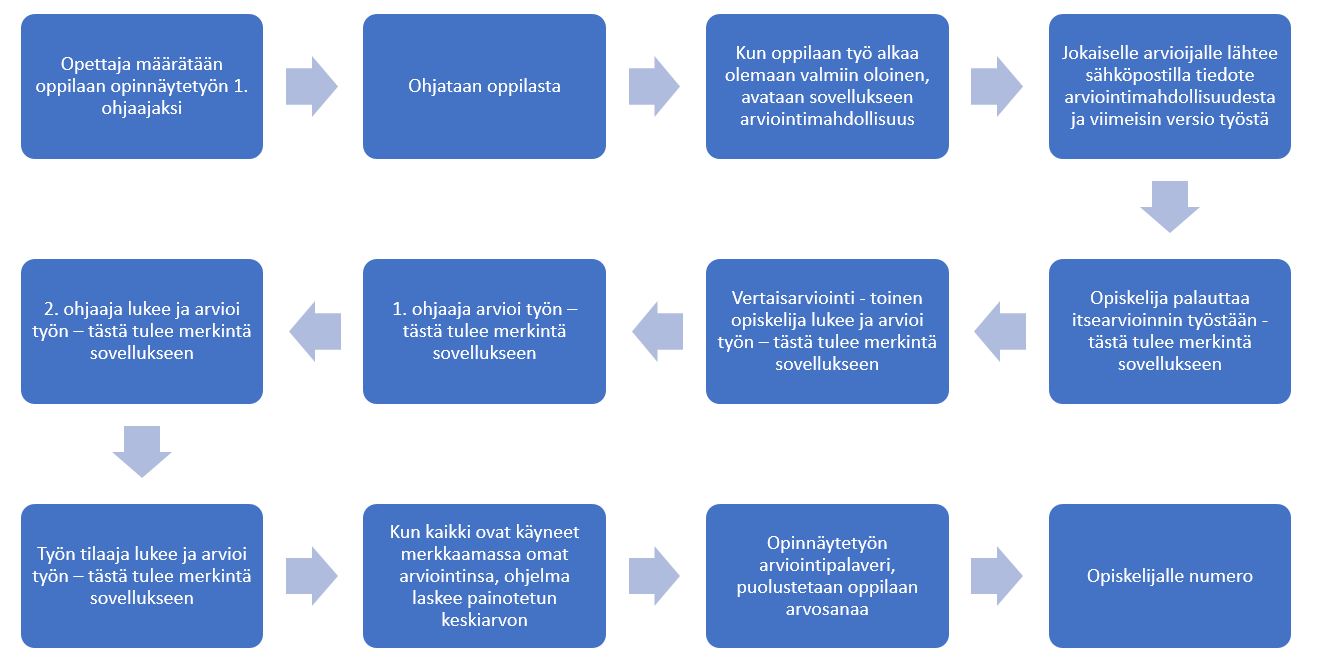 Opettaja määrätään
oppilaan opinnäytetyön 1.
ohjaajaksi
Ohjataan oppilasta
Kun oppilaan työ alkaa
olemaan valmiin oloinen,
avataan sovellukseen
arviointimahdollisuus
Jokaiselle arvioijalle lähtee
sähköpostilla tiedote
arviointimahdollisuudesta
ja viimeisin versio työstä
Opiskelija palauttaa
itsearvioinnin työstään -
tästä tulee merkintä
sovellukseen
Vertaisarviointi - toinen
opiskelija lukee ja arvioi
työn – tästä tulee merkintä
sovellukseen
1. ohjaaja arvioi työn –
tästä tulee merkintä
sovellukseen
2. ohjaaja lukee ja arvioi
työn – tästä tulee merkintä
sovellukseen
Työn tilaaja lukee ja arvioi
työn – tästä tulee merkintä
sovellukseen
Kun kaikki ovat käyneet
merkkaamassa omat
arviointinsa, ohjelma
laskee painotetun
keskiarvon
Opinnäytetyön
arviointipalaveri,
puolustetaan oppilaan
arvosanaa
Opiskelijalle numero